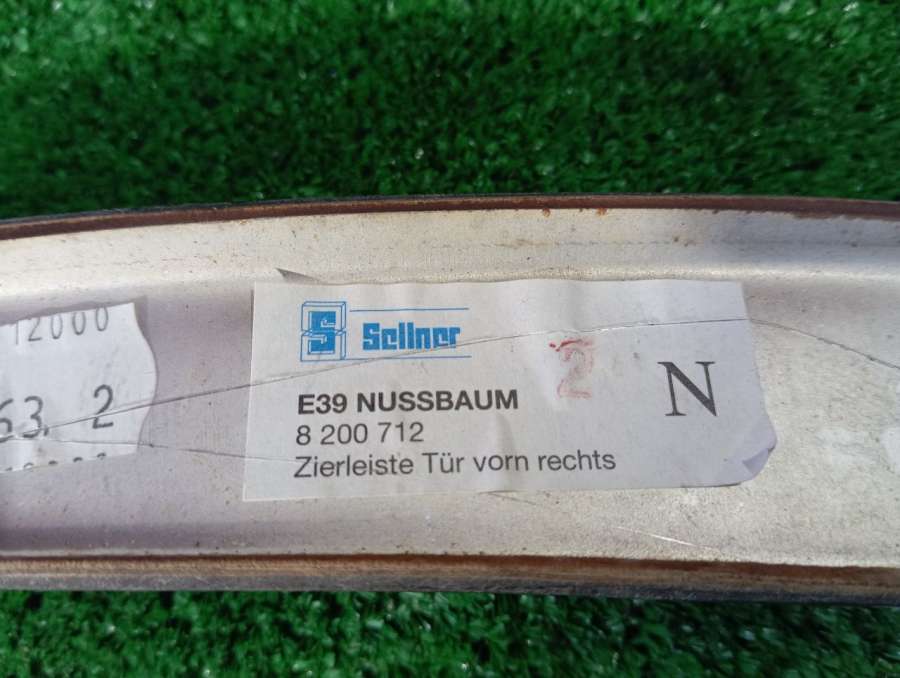 12000
63 2
S Sellner
2
E39 NUSSBAUM
N
8 200 712
Zierleiste Tür vorn rechts